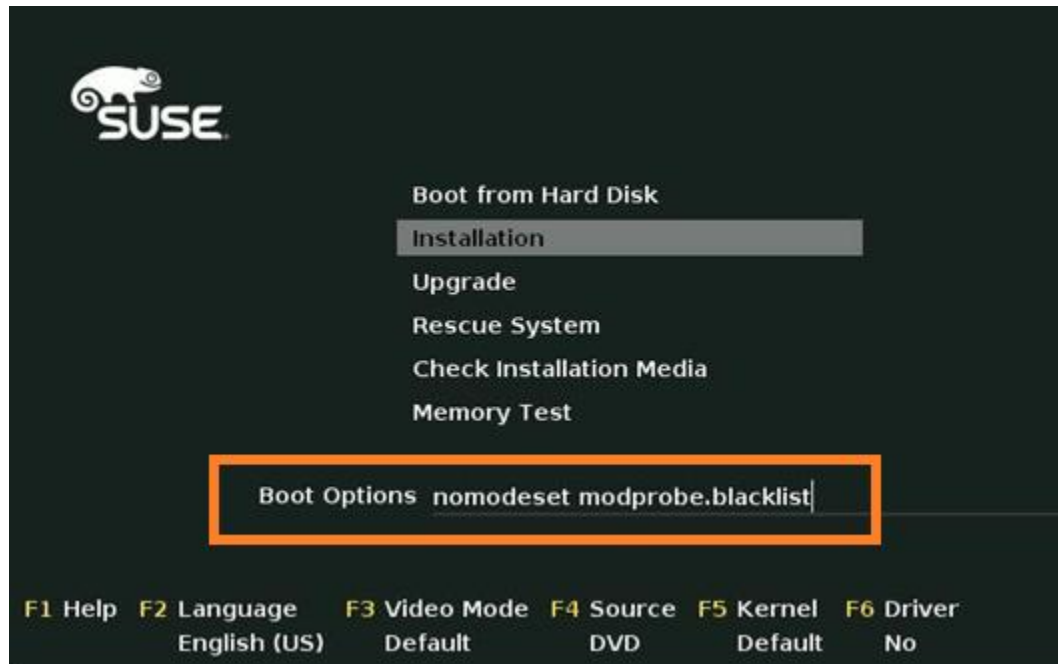 SUSE
Boot from Hard Disk
Installation
Upgrade
Rescue System
Check Installation Media
Memory Test
Boot Options nomodeset modprobe.blacklist
F1 Help F2 Language F3 Video Mode F4 Source F5 Kernel F6 Driver
English (US) Default DVD Default No